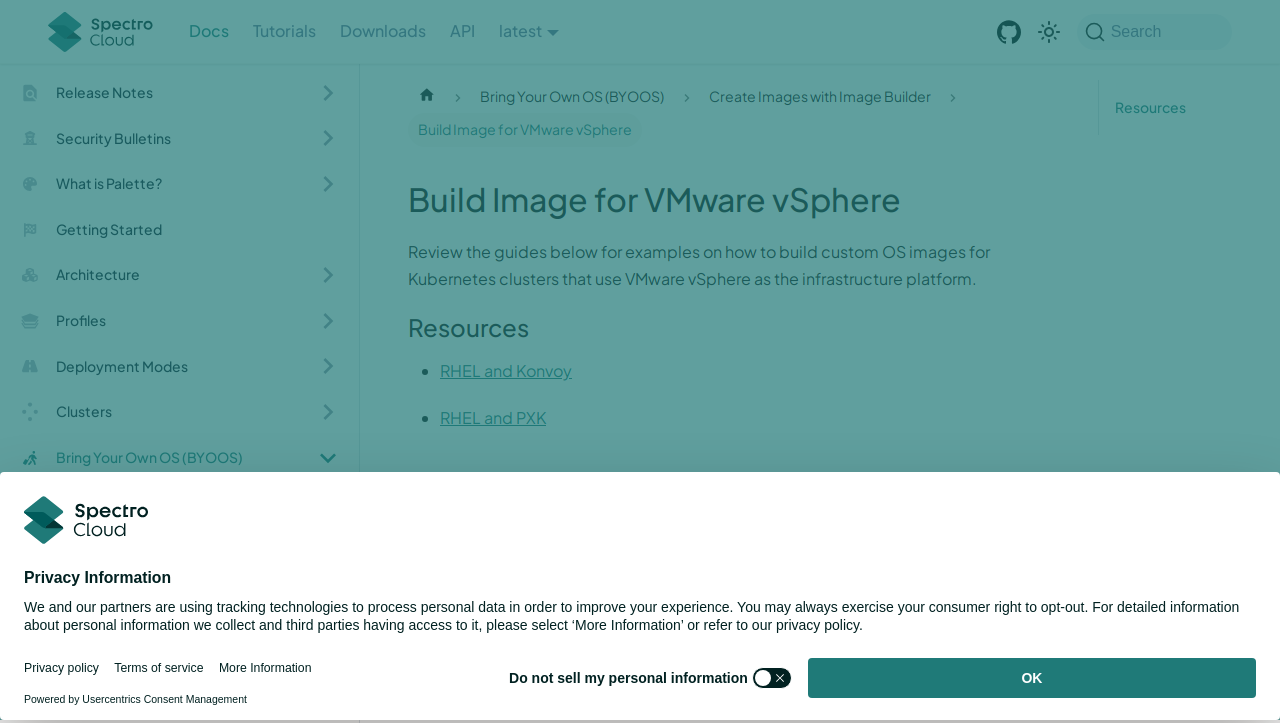 Spectro Cloud
Docs
Tutorials
Downloads
API
latest
Search
Release Notes
Security Bulletins
What is Palette?
Getting Started
Architecture
Profiles
Deployment Modes
Clusters
Bring Your Own OS (BYOOS)
Bring Your Own OS (BYOOS)
Create Images with Image Builder
Build Image for VMware vSphere
Build Image for VMware vSphere
Review the guides below for examples on how to build custom OS images for
Kubernetes clusters that use VMware vSphere as the infrastructure platform.
Resources
RHEL and Konvoy
RHEL and PXK
Resources
Spectro Cloud
Privacy Information
We and our partners are using tracking technologies to process personal data in order to improve your experience. You may always exercise your consumer right to opt-out. For detailed information
about personal information we collect and third parties having access to it, please select ‘More Information’ or refer to our privacy policy.
Privacy policy
Terms of service
More Information
Powered by Usercentrics Consent Management
Do not sell my personal information
OK